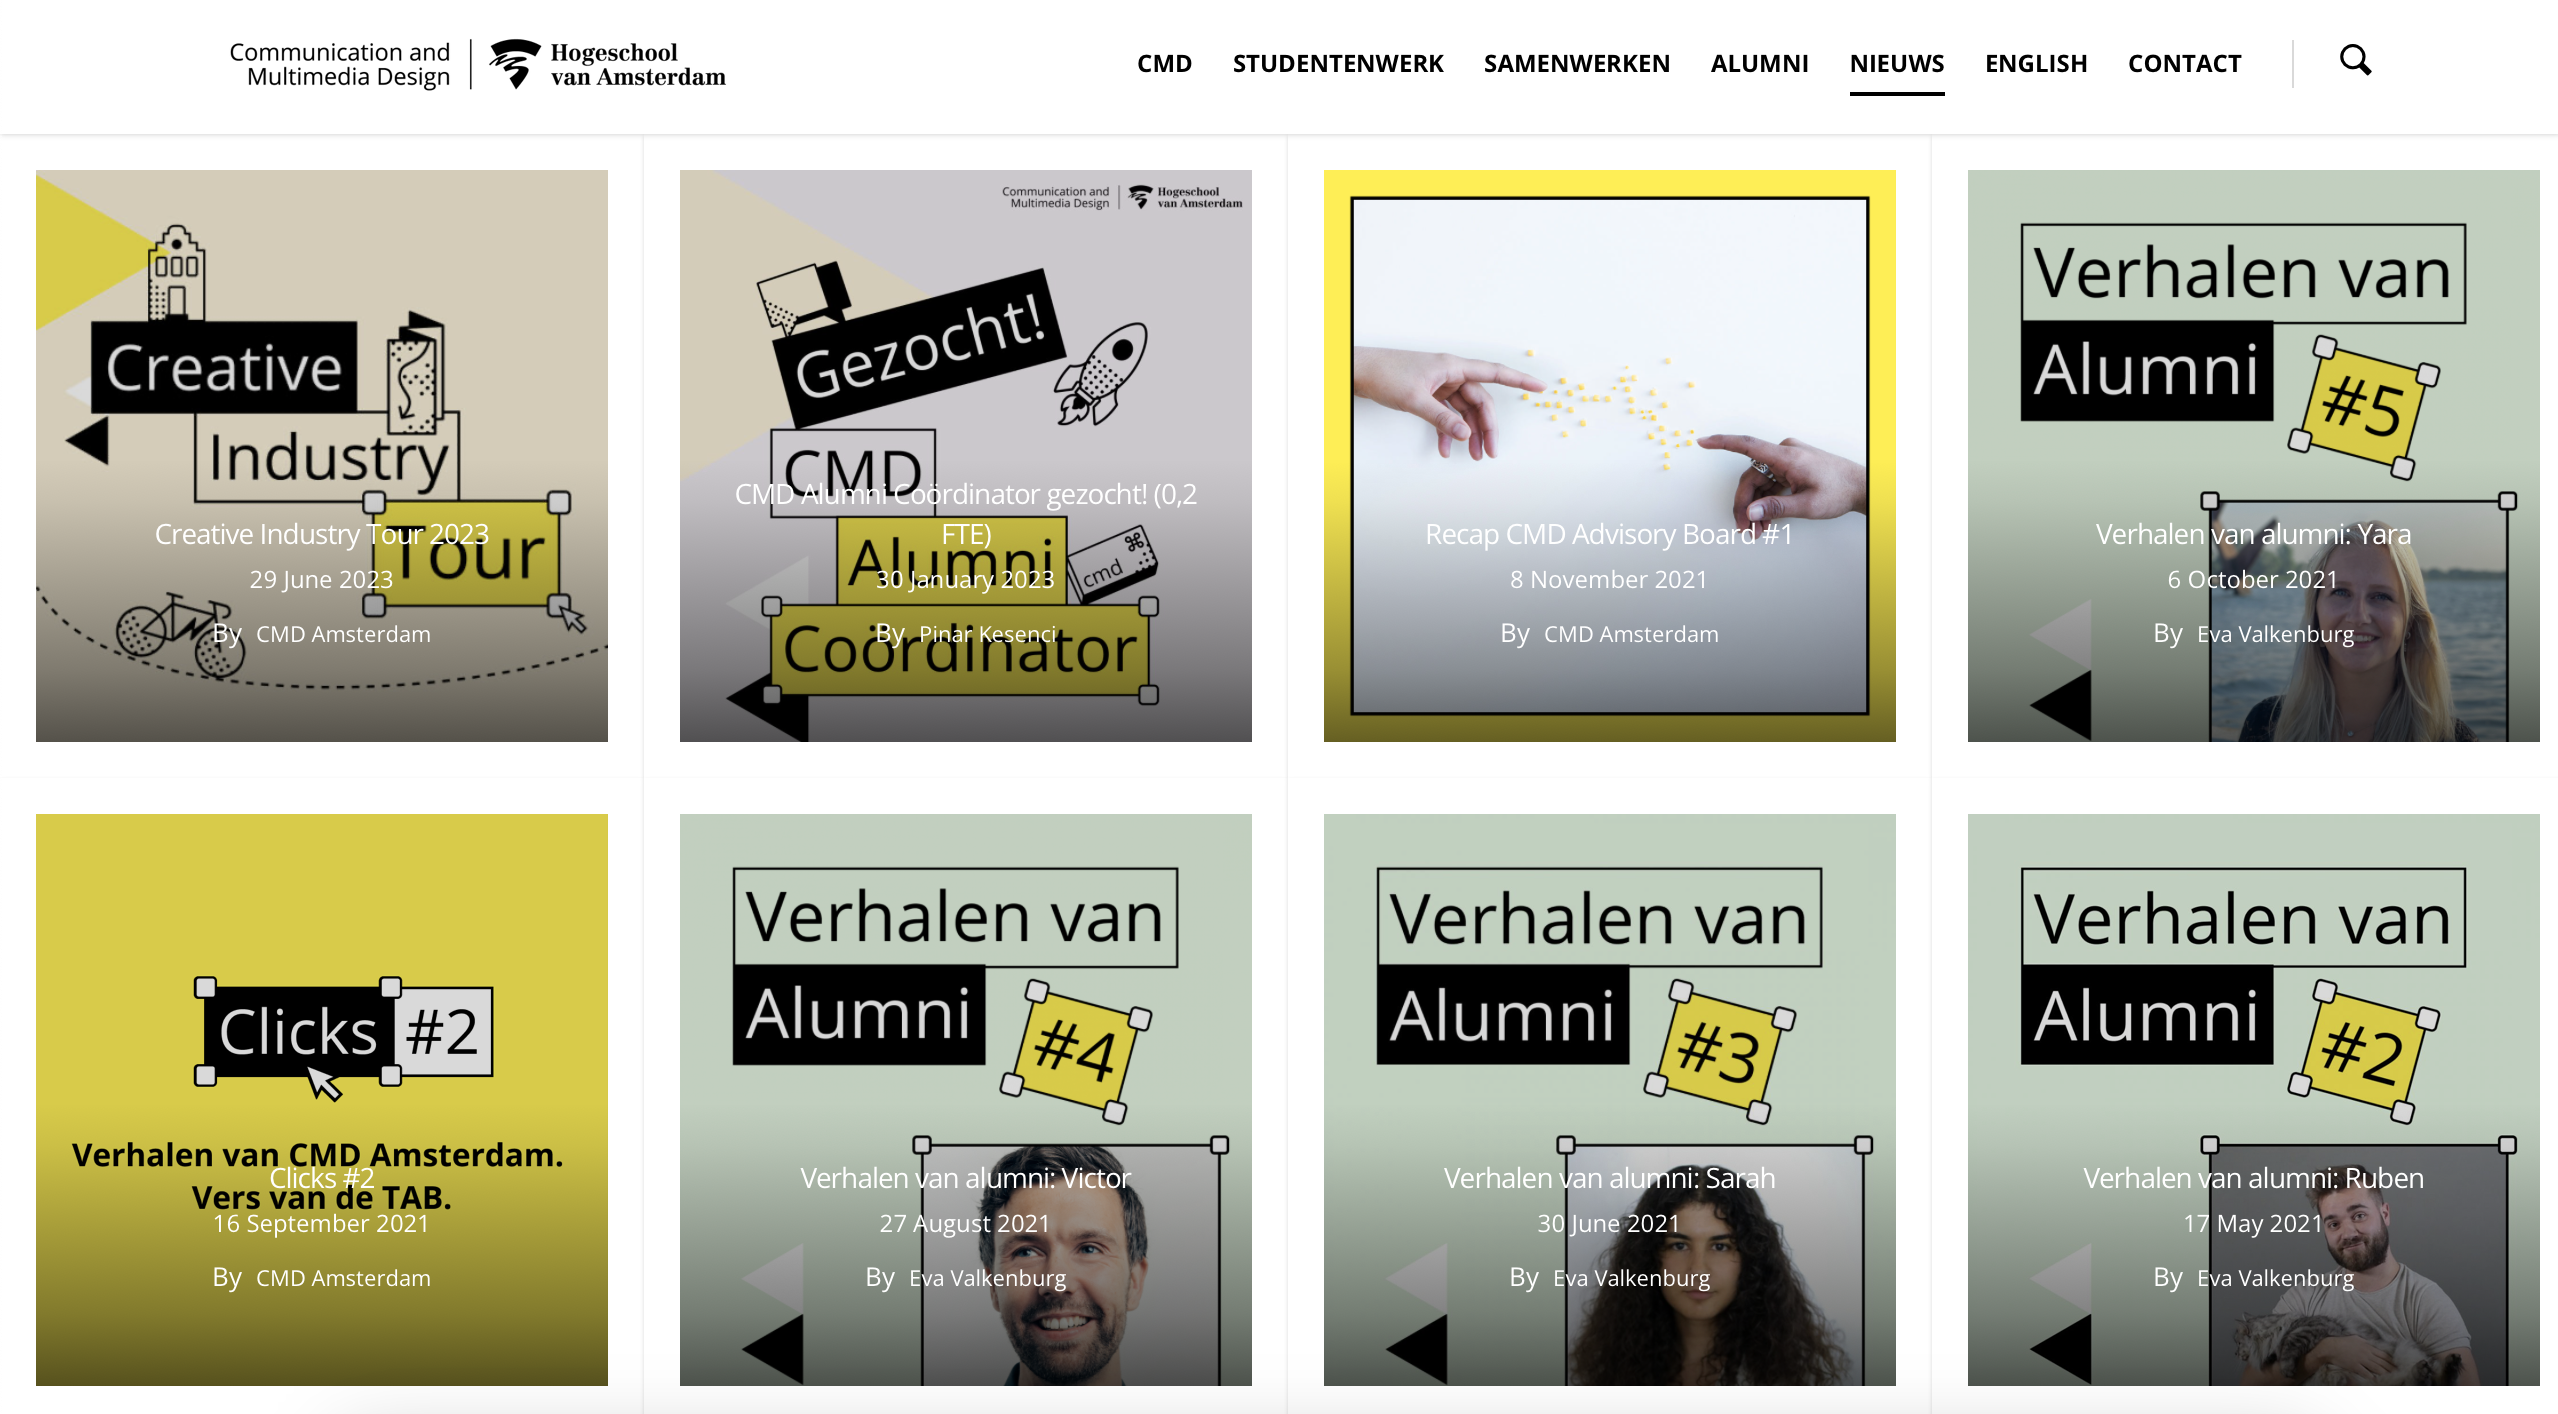 Communication and
Multimedia Design
Hogeschool
van Amsterdam
CMD STUDENTENWERK SAMENWERKEN ALUMNI NIEUWS ENGLISH CONTACT
Creative
Industry
Tour
Creative Industry Tour 2023
29 June 2023
By CMD Amsterdam
Communication and
Multimedia Design
Hogeschool
van Amsterdam
Gezocht!
CMD
Alumni
cmd ⌘
Coördinator
CMD Alumni Coördinator gezocht! (0,2
FTE)
30 January 2023
By Pinar Kesenci
Recap CMD Advisory Board #1
8 November 2021
By CMD Amsterdam
Verhalen van
Alumni
#5
Verhalen van alumni: Yara
6 October 2021
By Eva Valkenburg
Clicks #2
Verhalen van CMD Amsterdam.
Vers van de TAB.
Clicks #2
16 September 2021
By CMD Amsterdam
Verhalen van
Alumni
#4
Verhalen van alumni: Victor
27 August 2021
By Eva Valkenburg
Verhalen van
Alumni
#3
Verhalen van alumni: Sarah
30 June 2021
By Eva Valkenburg
Verhalen van
Alumni
#2
Verhalen van alumni: Ruben
17 May 2021
By Eva Valkenburg